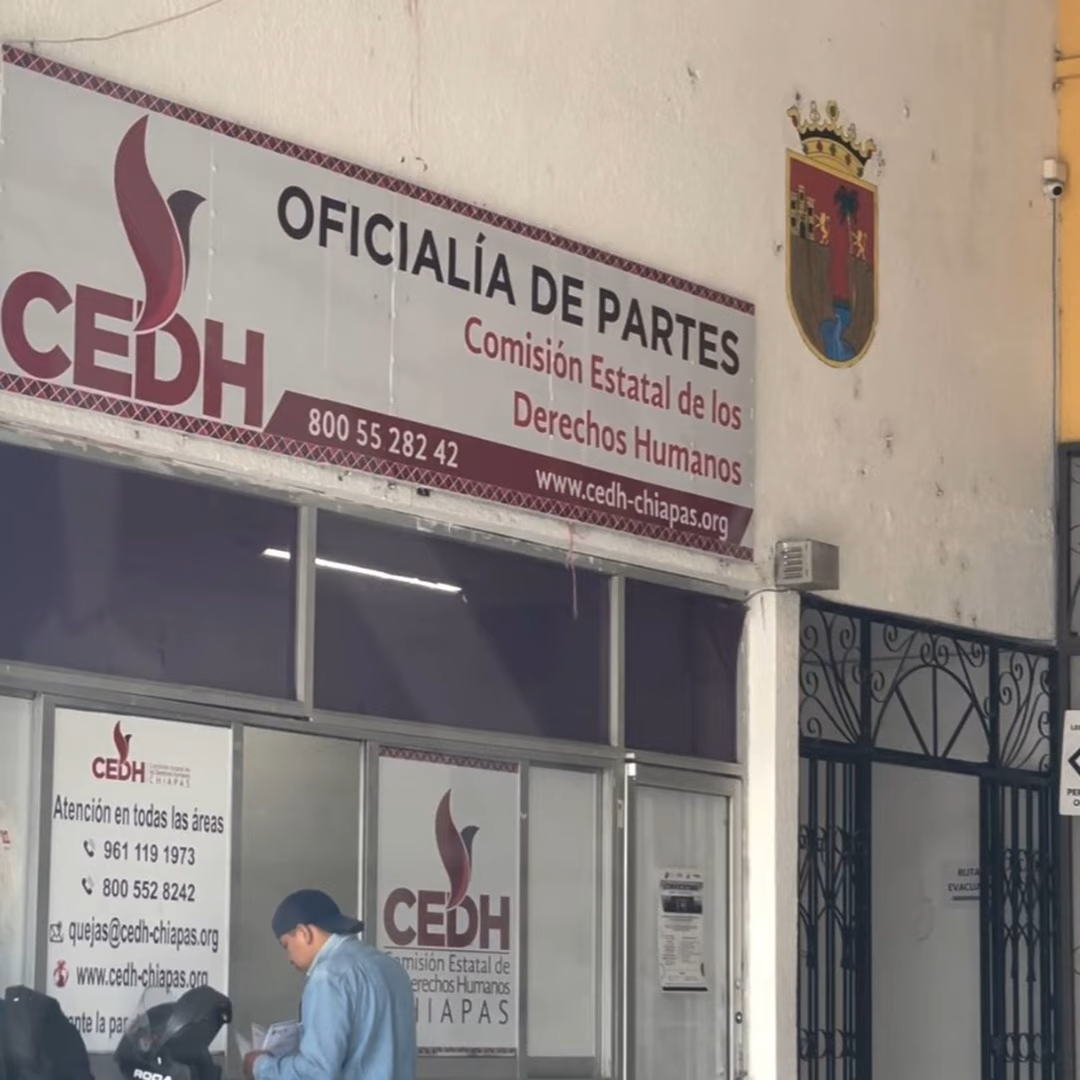 CEDH
OFICIALÍA DE PARTES
Comisión Estatal de los
Derechos Humanos
800 55 282 42
www.cedh-chiapas.org
CEDH
CHIAPAS
Atención en todas las áreas
961 119 1973
800 552 8242
quejas@cedh-chiapas.org
www.cedh-chiapas.org
CEDH
Comisión Estatal de
Derechos Humanos
CHIAPAS